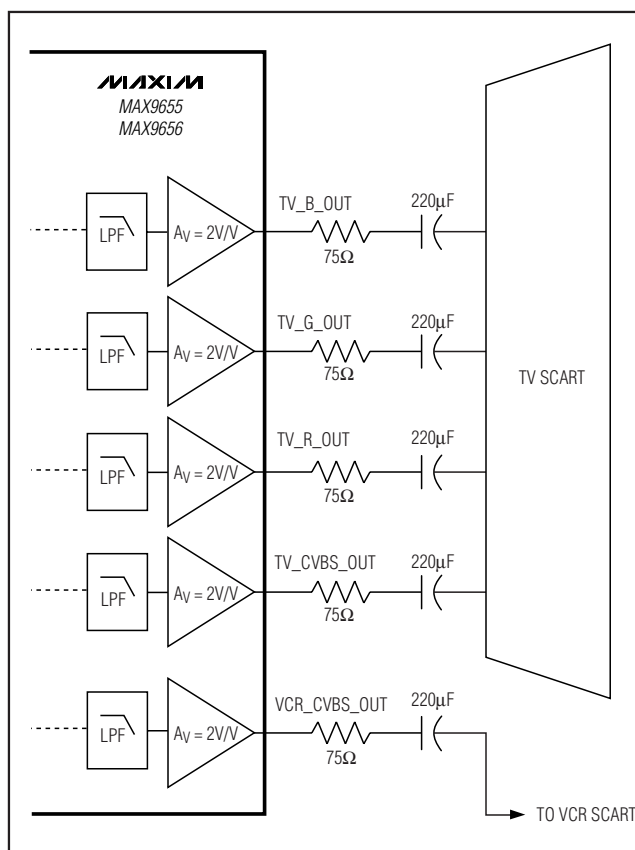 MAXIM
MAX9655
MAX9656
LPF
AV = 2V/V
TV_B_OUT
75Ω
220µF
LPF
AV = 2V/V
TV_G_OUT
75Ω
220µF
TV SCART
LPF
AV = 2V/V
TV_R_OUT
75Ω
220µF
LPF
AV = 2V/V
TV_CVBS_OUT
75Ω
220µF
LPF
AV = 2V/V
VCR_CVBS_OUT
75Ω
220µF
TO VCR SCART